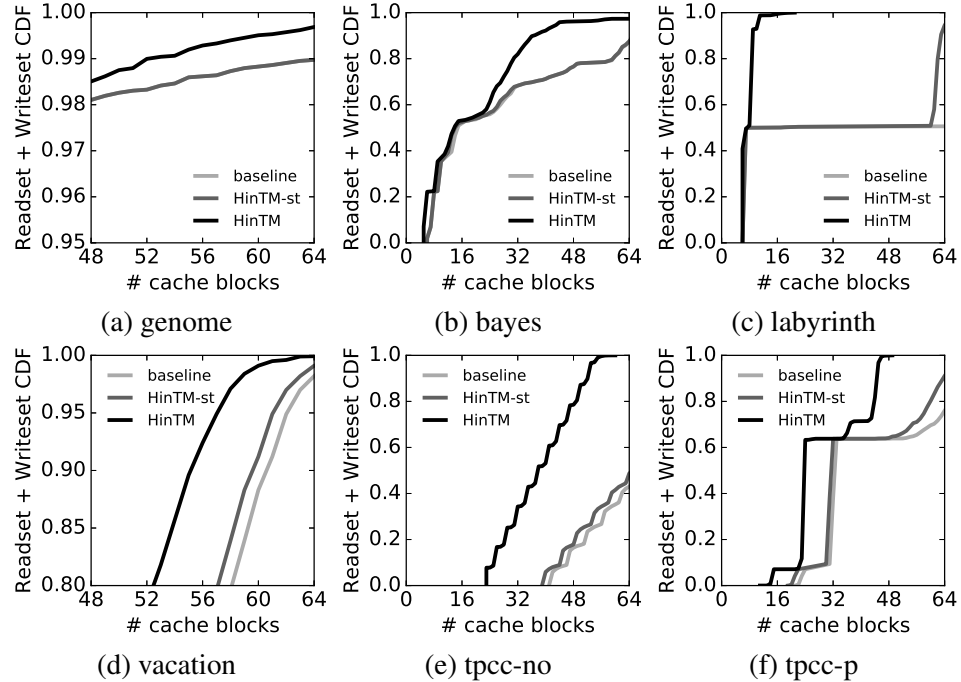 Readset + Writeset CDF
1.00
0.99
0.98
0.97
0.96
0.95
48 52 56 60 64
# cache blocks
baseline
HinTM-st
HinTM
(a) genome
Readset + Writeset CDF
1.0
0.8
0.6
0.4
0.2
0.0
0 16 32 48 64
# cache blocks
baseline
HinTM-st
HinTM
(b) bayes
Readset + Writeset CDF
1.0
0.8
0.6
0.4
0.2
0.0
0 16 32 48 64
# cache blocks
baseline
HinTM-st
HinTM
(c) labyrinth
Readset + Writeset CDF
1.00
0.95
0.90
0.85
0.80
48 52 56 60 64
# cache blocks
baseline
HinTM-st
HinTM
(d) vacation
Readset + Writeset CDF
1.0
0.8
0.6
0.4
0.2
0.0
0 16 32 48 64
# cache blocks
baseline
HinTM-st
HinTM
(e) tpcc-no
Readset + Writeset CDF
1.0
0.8
0.6
0.4
0.2
0.0
0 16 32 48 64
# cache blocks
baseline
HinTM-st
HinTM
(f) tpcc-p